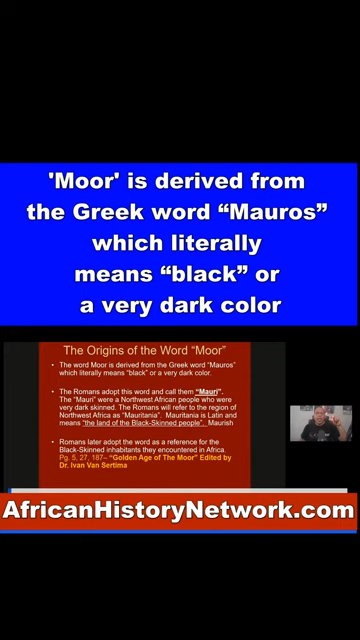 'Moor' is derived from
the Greek word “Mauros”
which literally
means “black” or
a very dark color
The Origins of the Word “Moor”
• The word Moor is derived from the Greek word “Mauros”
which literally means “black” or a very dark color.
• The Romans adopt this word and call them “Mauri”.
The “Mauri” were a Northwest African people who were
very dark skinned. The Romans will refer to the region of
Northwest Africa as “Mauritania”. Mauritania is Latin and
means “the land of the Black-Skinned people”. Maurish
• Romans later adopt the word as a reference for the
Black-Skinned inhabitants they encountered in Africa.
Pg. 5, 27, 187– “Golden Age of The Moor” Edited by
Dr. Ivan Van Sertima
AfricanHistoryNetwork.com